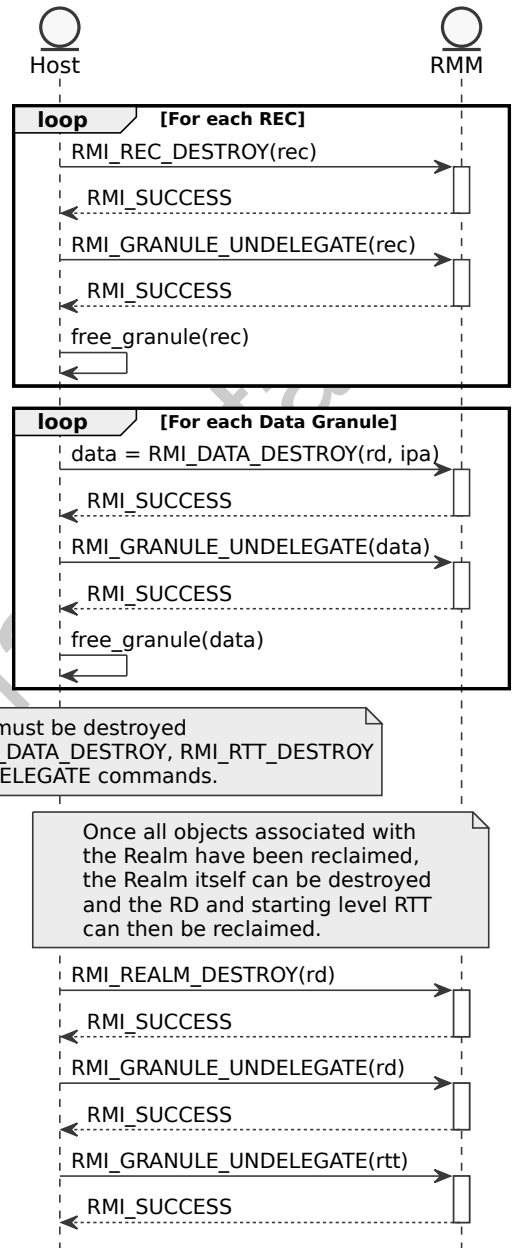 Host RMM
loop [For each REC]
RMI_REC_DESTROY(rec)
RMI_SUCCESS
RMI_GRANULE_UNDELEGATE(rec)
RMI_SUCCESS
free_granule(rec)
loop [For each Data Granule]
data = RMI_DATA_DESTROY(rd, ipa)
RMI_SUCCESS
RMI_GRANULE_UNDELEGATE(data)
RMI_SUCCESS
free_granule(data)
must be destroyed
_DATA_DESTROY, RMI_RTT_DESTROY
ELEGATE commands.
Once all objects associated with
the Realm have been reclaimed,
the Realm itself can be destroyed
and the RD and starting level RTT
can then be reclaimed.
RMI_REALM_DESTROY(rd)
RMI_SUCCESS
RMI_GRANULE_UNDELEGATE(rd)
RMI_SUCCESS
RMI_GRANULE_UNDELEGATE(rtt)
RMI_SUCCESS